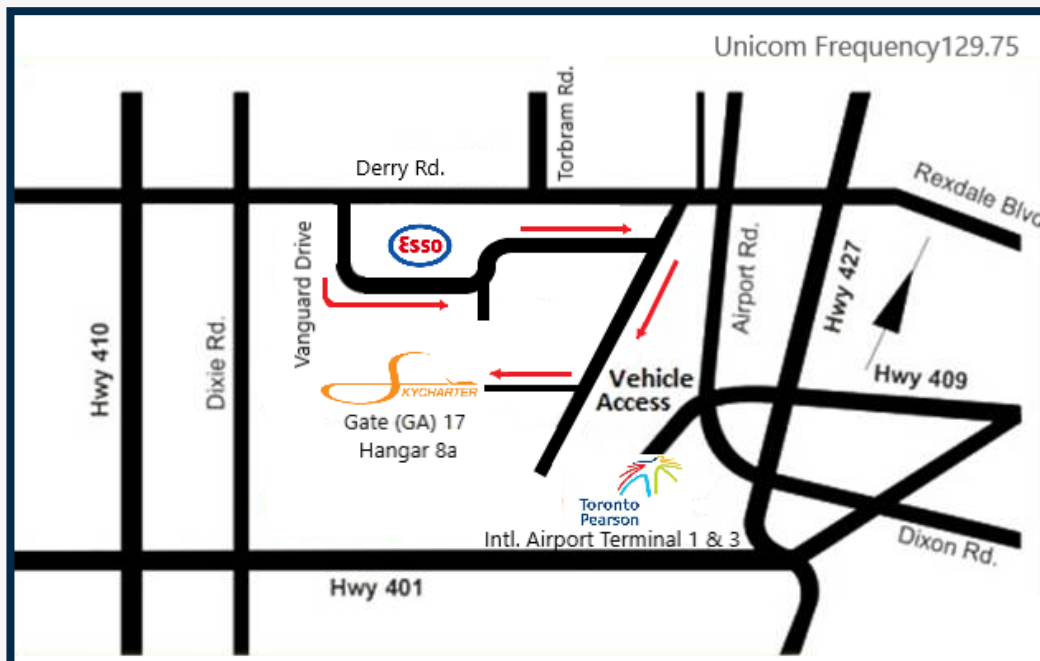 Unicom Frequency129.75
Torbram Rd.
Derry Rd.
Rexdale Blvd
Esso
Vanguard Drive
Airport Rd.
Hwy 427
Hwy 410
Dixie Rd.
Hwy 409
Vehicle
Access
SKYCHARTER
Gate (GA) 17
Hangar 8a
Toronto
Pearson
Intl. Airport Terminal 1 & 3
Dixon Rd.
Hwy 401